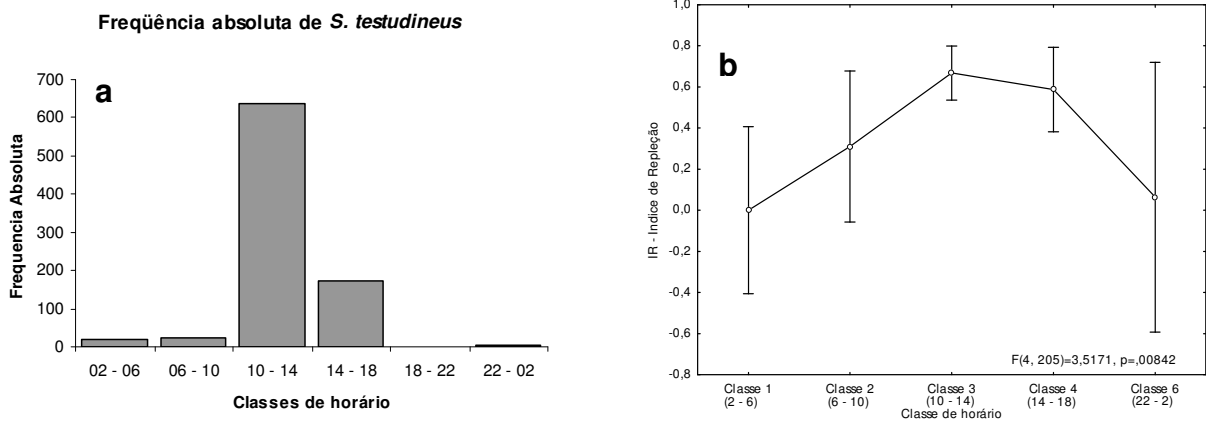 Freqüência absoluta de S. testudineus
a
700
600
500
400
300
200
100
0
Frequencia Absoluta
02 - 06 06 - 10 10 - 14 14 - 18 18 - 22 22 - 02
Classes de horário
b
1,0
0,8
0,6
0,4
0,2
0,0
-0,2
-0,4
-0,6
-0,8
IR - Indice de Repleção
F(4, 205)=3,5171, p=,00842
Classe 1 Classe 2 Classe 3 Classe 4 Classe 6
(2 - 6) (6 - 10) (10 - 14) (14 - 18) (22 - 2)
Classe de horário